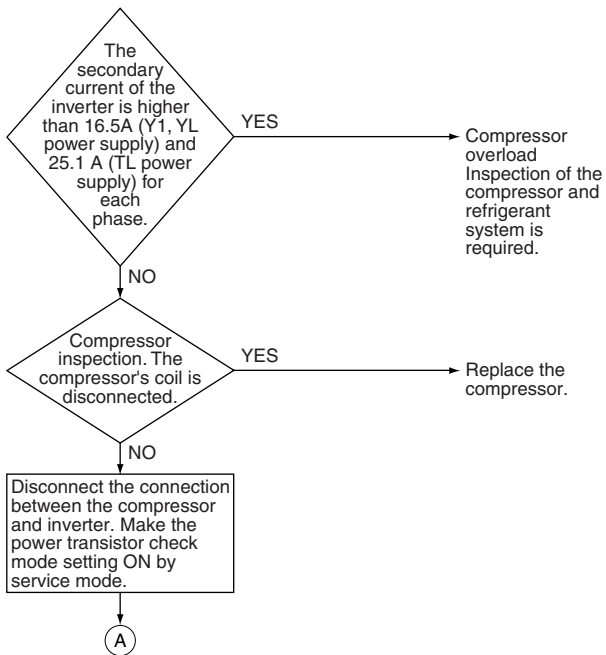 The
secondary
current of the
inverter is higher
than 16.5A (Y1, YL
power supply) and
25.1 A (TL power
supply) for
each
phase.
YES
Compressor
overload
Inspection of the
compressor and
refrigerant
system is
required.
NO
Compressor
inspection. The
compressor's coil is
disconnected.
YES
Replace the
compressor.
NO
Disconnect the connection
between the compressor
and inverter. Make the
power transistor check
mode setting ON by
service mode.
A